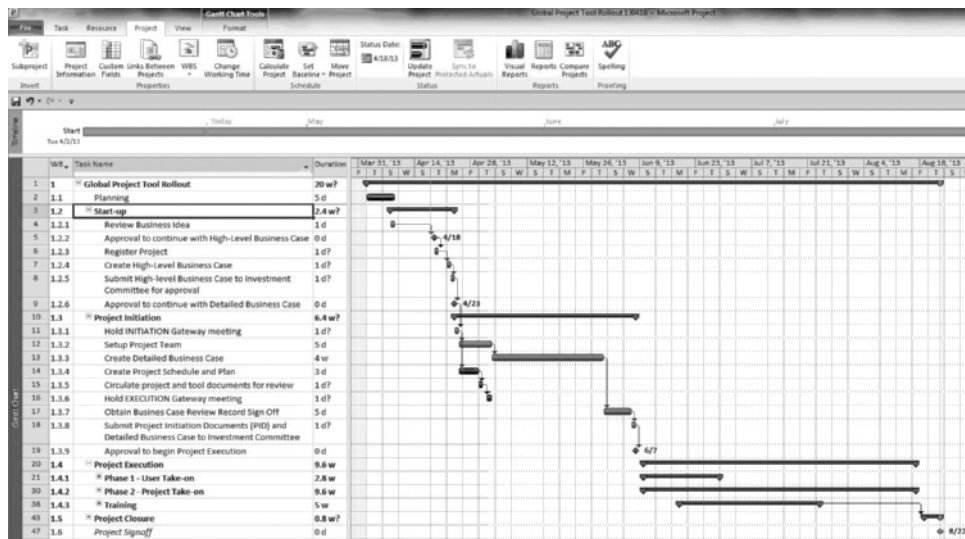 Gantt Chart Tools
Global Project Tool Rollout 130418 - Microsoft Project
File Task Resource Project View Format
Subproject
Project Information
Custom Fields
Links Between Projects
WBS
Change Working Time
Calculate Project
Set Baseline
Move Project
Status Date:
4/18/13
Update Project
Sync to Protected Actuals
Visual Reports
Reports
Compare Projects
ABC
Spelling
Insert Properties Schedule Status Reports Proofing
Timeline
Today May June July
Start
Tue 4/2/13
WB Task Name Duration Mar 31, '13 Apr 14, '13 Apr 28, '13 May 12, '13 May 26, '13 Jun 9, '13 Jun 23, '13 Jul 7, '13 Jul 21, '13 Aug 4, '13 Aug 18, '13
F T S W S T M F T S W S T M F T S W S T M F T S W S T M F T S W S
1 1 Global Project Tool Rollout 20 w?
2 1.1 Planning 5 d
3 1.2 Start-up 2.4 w?
4 1.2.1 Review Business Idea 1 d
5 1.2.2 Approval to continue with High-Level Business Case 0 d 4/18
6 1.2.3 Register Project 1 d?
7 1.2.4 Create High-Level Business Case 1 d?
8 1.2.5 Submit High-level Business Case to Investment
Committee for approval 1 d?
9 1.2.6 Approval to continue with Detailed Business Case 0 d 4/23
10 1.3 Project Initiation 6.4 w?
11 1.3.1 Hold INITIATION Gateway meeting 1 d?
12 1.3.2 Setup Project Team 5 d
13 1.3.3 Create Detailed Business Case 4 w
14 1.3.4 Create Project Schedule and Plan 3 d
15 1.3.5 Circulate project and tool documents for review 1 d?
16 1.3.6 Hold EXECUTION Gateway meeting 1 d?
17 1.3.7 Obtain Busines Case Review Record Sign Off 5 d
18 1.3.8 Submit Project Initiation Documents (PID) and
Detailed Business Case to Investment Committee 1 d?
19 1.3.9 Approval to begin Project Execution 0 d 6/7
20 1.4 Project Execution 9.6 w
21 1.4.1 Phase 1 - User Take-on 2.8 w
30 1.4.2 Phase 2 - Project Take-on 9.6 w
38 1.4.3 Training 5 w
43 1.5 Project Closure 0.8 w?
47 1.6 Project Signoff 0 d
Gantt Chart